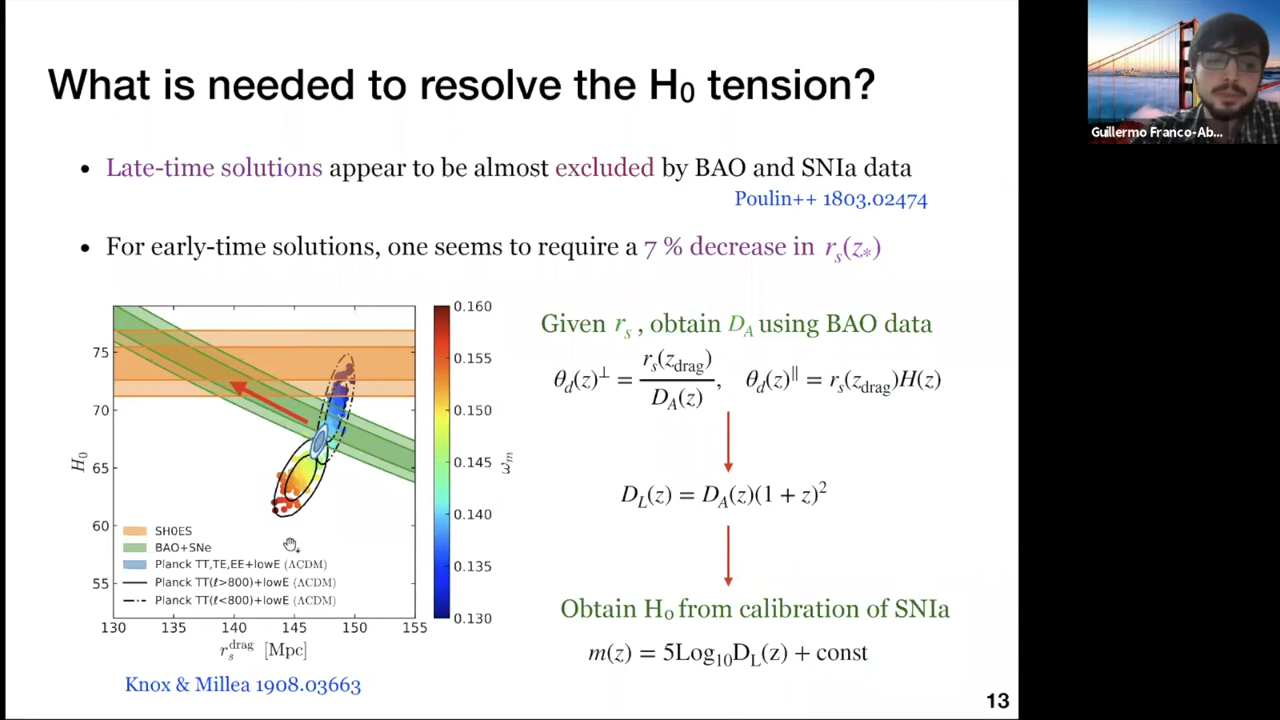 What is needed to resolve the H₀ tension?
• Late-time solutions appear to be almost excluded by BAO and SNIa data
Poulin++ 1803.02474
• For early-time solutions, one seems to require a 7 % decrease in rₛ(z*)
Given rₛ , obtain D_A using BAO data
θ_d(z)^⊥ = r_s(z_drag) / D_A(z), θ_d(z)^∥ = r_s(z_drag)H(z)
D_L(z) = D_A(z)(1 + z)²
Obtain H₀ from calibration of SNIa
m(z) = 5Log₁₀D_L(z) + const
H₀
75
70
65
60
55
130 135 140 145 150 155
r_s^drag [Mpc]
SH0ES
BAO+SNe
Planck TT,TE,EE+lowE (ΛCDM)
Planck TT(ℓ>800)+lowE (ΛCDM)
Planck TT(ℓ<800)+lowE (ΛCDM)
0.160
0.155
0.150
0.145
0.140
0.135
0.130
ω_m
Knox & Millea 1908.03663
13
Guillermo Franco-Ab...